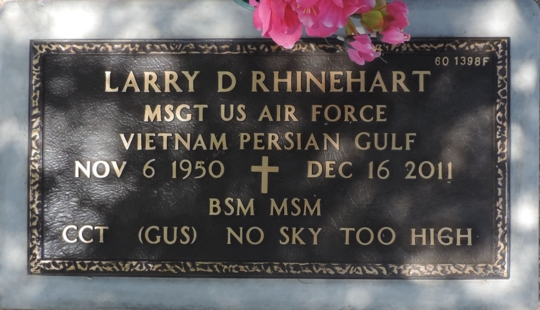 60 1398F
LARRY D RHINEHART
MSGT US AIR FORCE
VIETNAM PERSIAN GULF
NOV 6 1950 ✝ DEC 16 2011
BSM MSM
CCT (GUS) NO SKY TOO HIGH